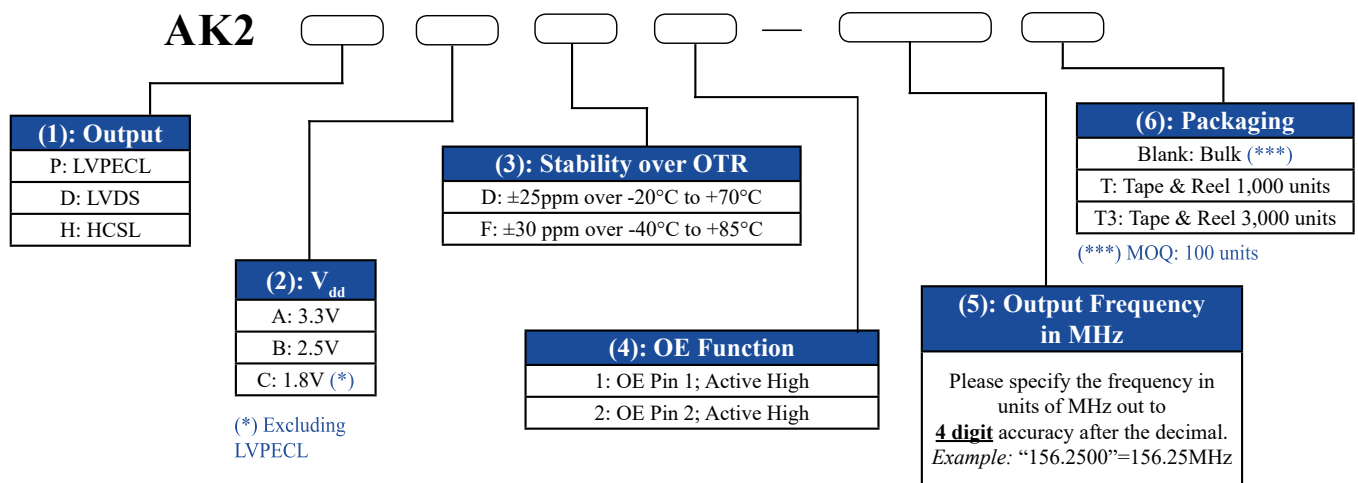 AK2 —
(1): Output
P: LVPECL
D: LVDS
H: HCSL
(2): Vdd
A: 3.3V
B: 2.5V
C: 1.8V (*)
(*) Excluding
LVPECL
(3): Stability over OTR
D: ±25ppm over -20°C to +70°C
F: ±30 ppm over -40°C to +85°C
(4): OE Function
1: OE Pin 1; Active High
2: OE Pin 2; Active High
(5): Output Frequency
in MHz
Please specify the frequency in
units of MHz out to
4 digit accuracy after the decimal.
Example: “156.2500”=156.25MHz
(6): Packaging
Blank: Bulk (***)
T: Tape & Reel 1,000 units
T3: Tape & Reel 3,000 units
(***) MOQ: 100 units